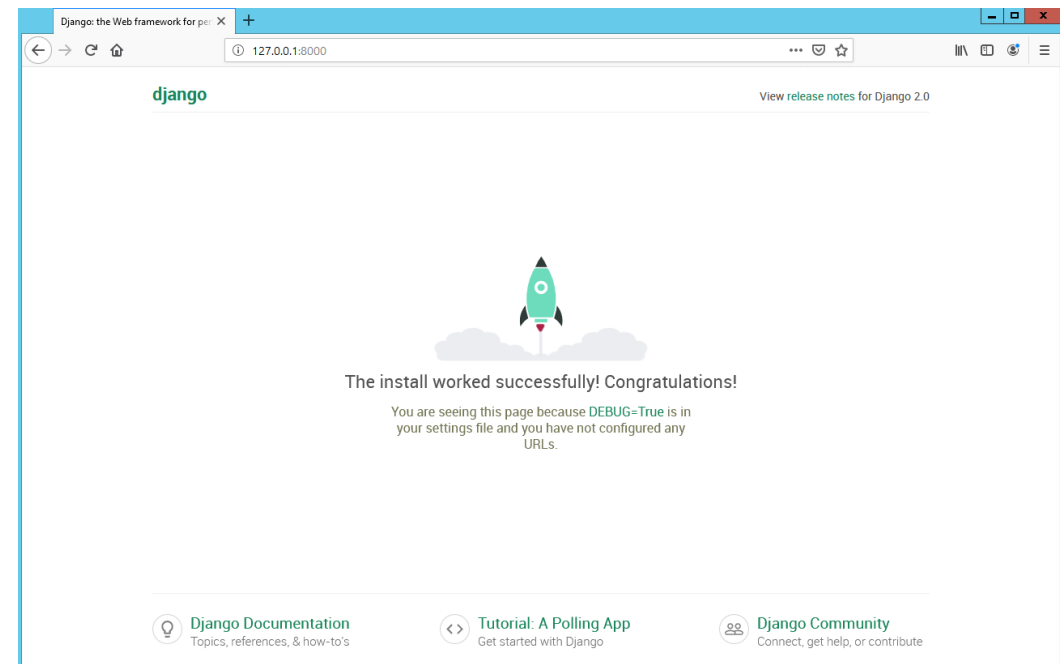 Django: the Web framework for per
127.0.0.1:8000
django
View release notes for Django 2.0
The install worked successfully! Congratulations!
You are seeing this page because DEBUG=True is in
your settings file and you have not configured any
URLs.
Django Documentation
Topics, references, & how-to's
Tutorial: A Polling App
Get started with Django
Django Community
Connect, get help, or contribute